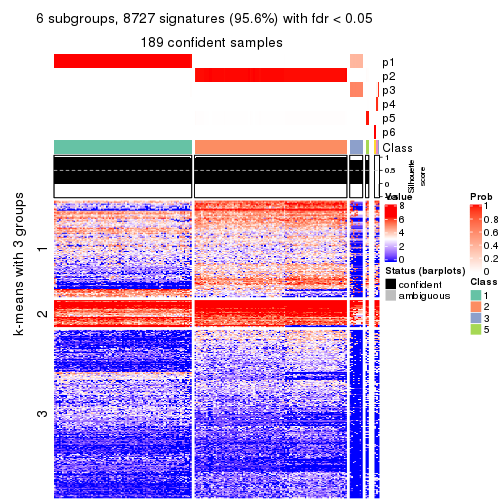 6 subgroups, 8727 signatures (95.6%) with fdr < 0.05
189 confident samples
p1
p2
p3
p4
p5
p6
Class
1
0.5
0
Silhouette
score
k-means with 3 groups
1
2
3
Value
8
6
4
2
0
Status (barplots)
confident
ambiguous
Prob
1
0.8
0.6
0.4
0.2
0
Class
1
2
3
5